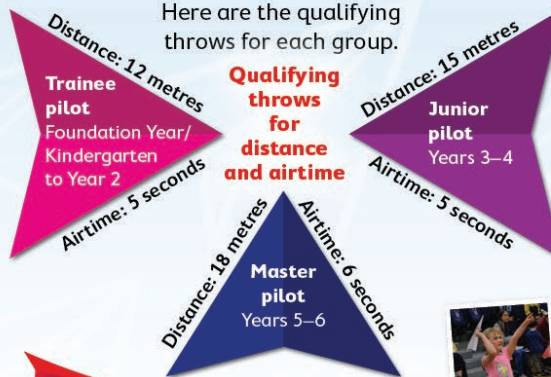 Here are the qualifying
throws for each group.
Qualifying
throws
for
distance
and airtime
Distance: 12 metres
Trainee
pilot
Foundation Year/
Kindergarten
to Year 2
Airtime: 5 seconds
Distance: 15 metres
Junior
pilot
Years 3–4
Airtime: 5 seconds
Distance: 18 metres
Master
pilot
Years 5–6
Airtime: 6 seconds